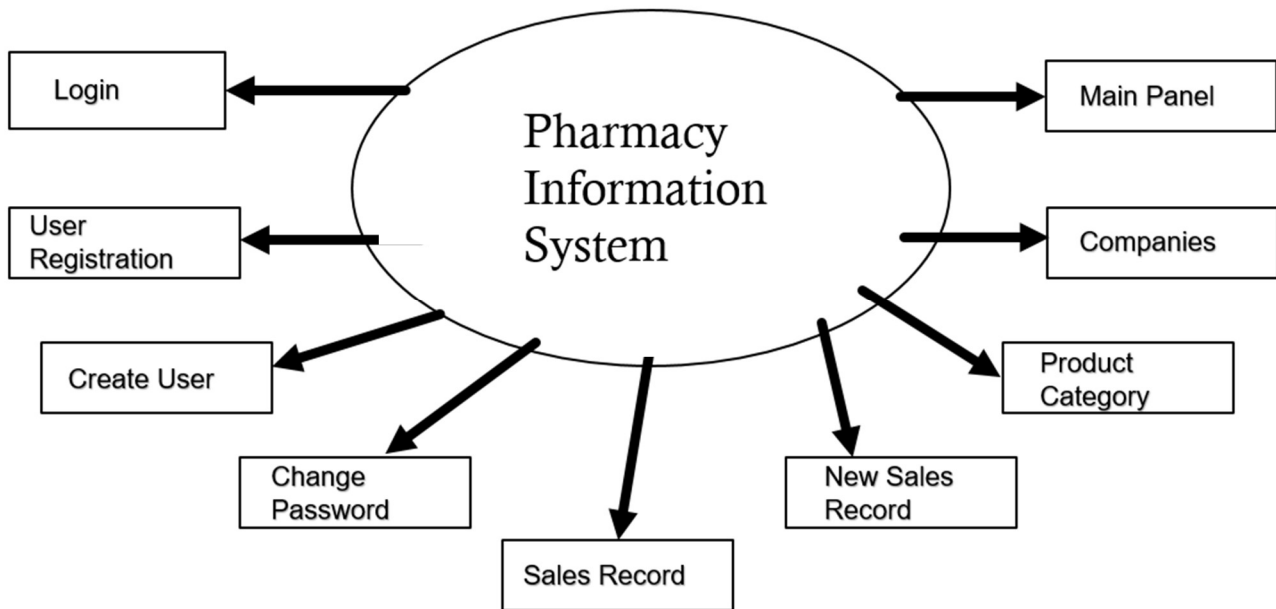 Login
Main Panel
Pharmacy
Information
System
User
Registration
Companies
Create User
Product
Category
Change
Password
New Sales
Record
Sales Record